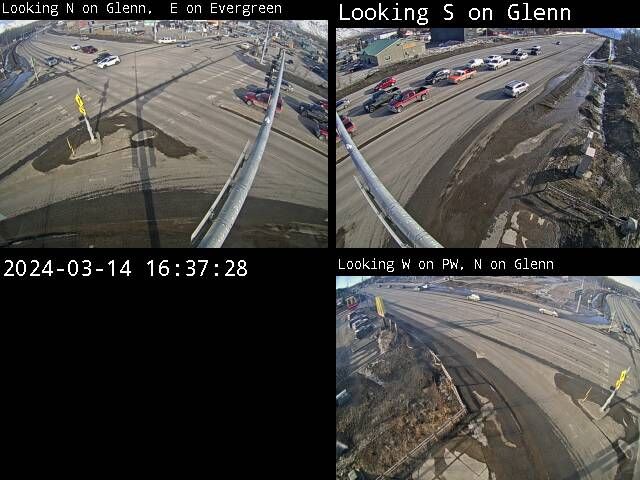 Looking N on Glenn,  E on Evergreen
Looking S on Glenn
2024-03-14 16:37:28
Looking W on PW, N on Glenn